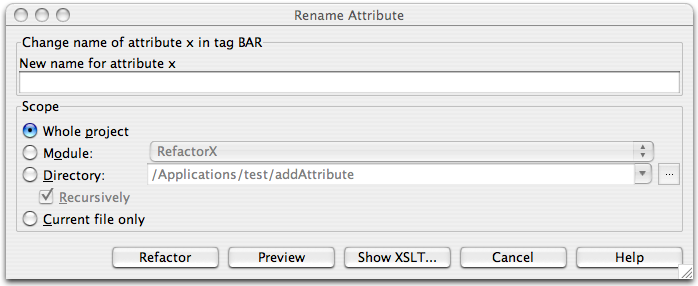 Rename Attribute
Change name of attribute x in tag BAR
New name for attribute x
Scope
Whole project
Module: RefactorX
Directory: /Applications/test/addAttribute ...
Recursively
Current file only
Refactor Preview Show XSLT... Cancel Help